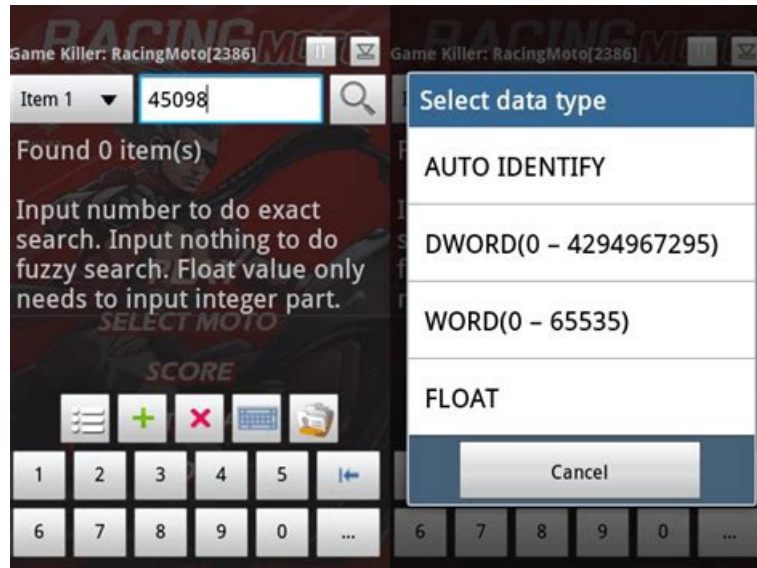 RACING MOTO
Game Killer: RacingMoto[2386]
Item 1
45098
Found 0 item(s)
Input number to do exact
search. Input nothing to do
fuzzy search. Float value only
needs to input integer part.
SELECT MOTO
SCORE
1 2 3 4 5
6 7 8 9 0 ...
Game Killer: RacingMoto[2386]
Select data type
AUTO IDENTIFY
DWORD(0 – 4294967295)
WORD(0 – 65535)
FLOAT
Cancel
6 7 8 9 0 ...